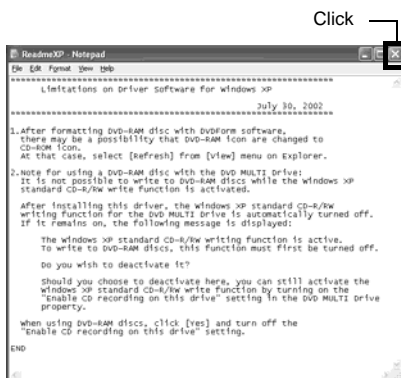 Click
ReadmeXP - Notepad
File Edit Format View Help
***********************************************************
Limitations on Driver Software for Windows XP
July 30, 2002
***********************************************************
1.After formatting DVD-RAM disc with DVDForm software,
there may be a possibility that DVD-RAM icon are changed to
CD-ROM icon.
At that case, select [Refresh] from [View] menu on Explorer.
2.Note for using a DVD-RAM disc with the DVD MULTI Drive:
It is not possible to write to DVD-RAM discs while the Windows XP
standard CD-R/RW write function is activated.
After installing this driver, the Windows XP standard CD-R/RW
writing function for the DVD MULTI Drive is automatically turned off.
If it remains on, the following message is displayed:
The Windows XP standard CD-R/RW writing function is active.
To write to DVD-RAM discs, this function must first be turned off.
Do you wish to deactivate it?
Should you choose to deactivate here, you can still activate the
Windows XP standard CD-R/RW write function by turning on the
"Enable CD recording on this drive" setting in the DVD MULTI Drive
property.
When using DVD-RAM discs, click [Yes] and turn off the
"Enable CD recording on this drive" setting.
END